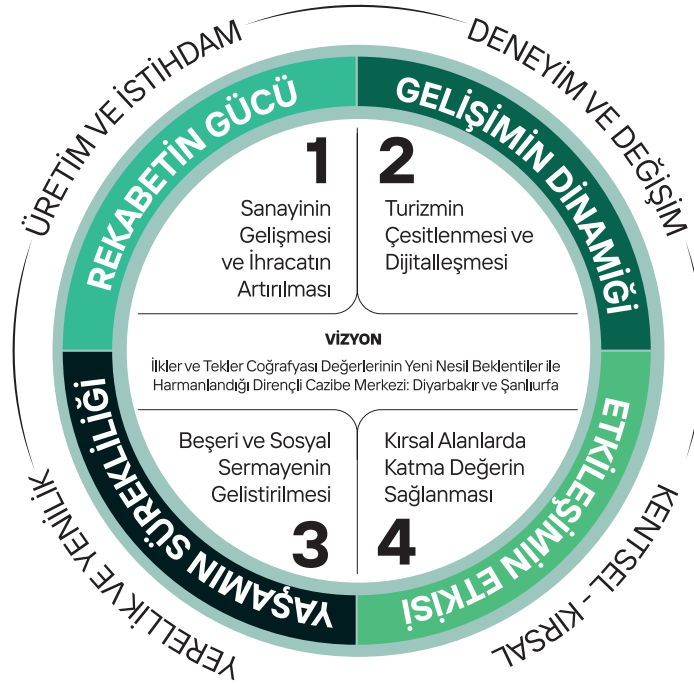 ÜRETİM VE İSTİHDAM
DENEYİM VE DEĞİŞİM
REKABETİN GÜCÜ
GELİŞİMİN DİNAMİĞİ
1
Sanayinin
Gelişmesi
ve İhracatın
Artırılması
2
Turizmin
Çesitlenmesi ve
Dijitalleşmesi
VİZYON
İlkler ve Tekler Coğrafyası Değerlerinin Yeni Nesil Beklentiler ile
Harmanlandığı Dirençli Cazibe Merkezi: Diyarbakır ve Şanlıurfa
Beşeri ve Sosyal
Sermayenin
Gelistirilmesi
3
Kırsal Alanlarda
Katma Değerin
Sağlanması
4
YAŞAMIN SÜREKLİLİĞİ
ETKİLEŞİMİN ETKİSİ
YERELLİK VE YENİLİK
KENTSEL - KIRSAL